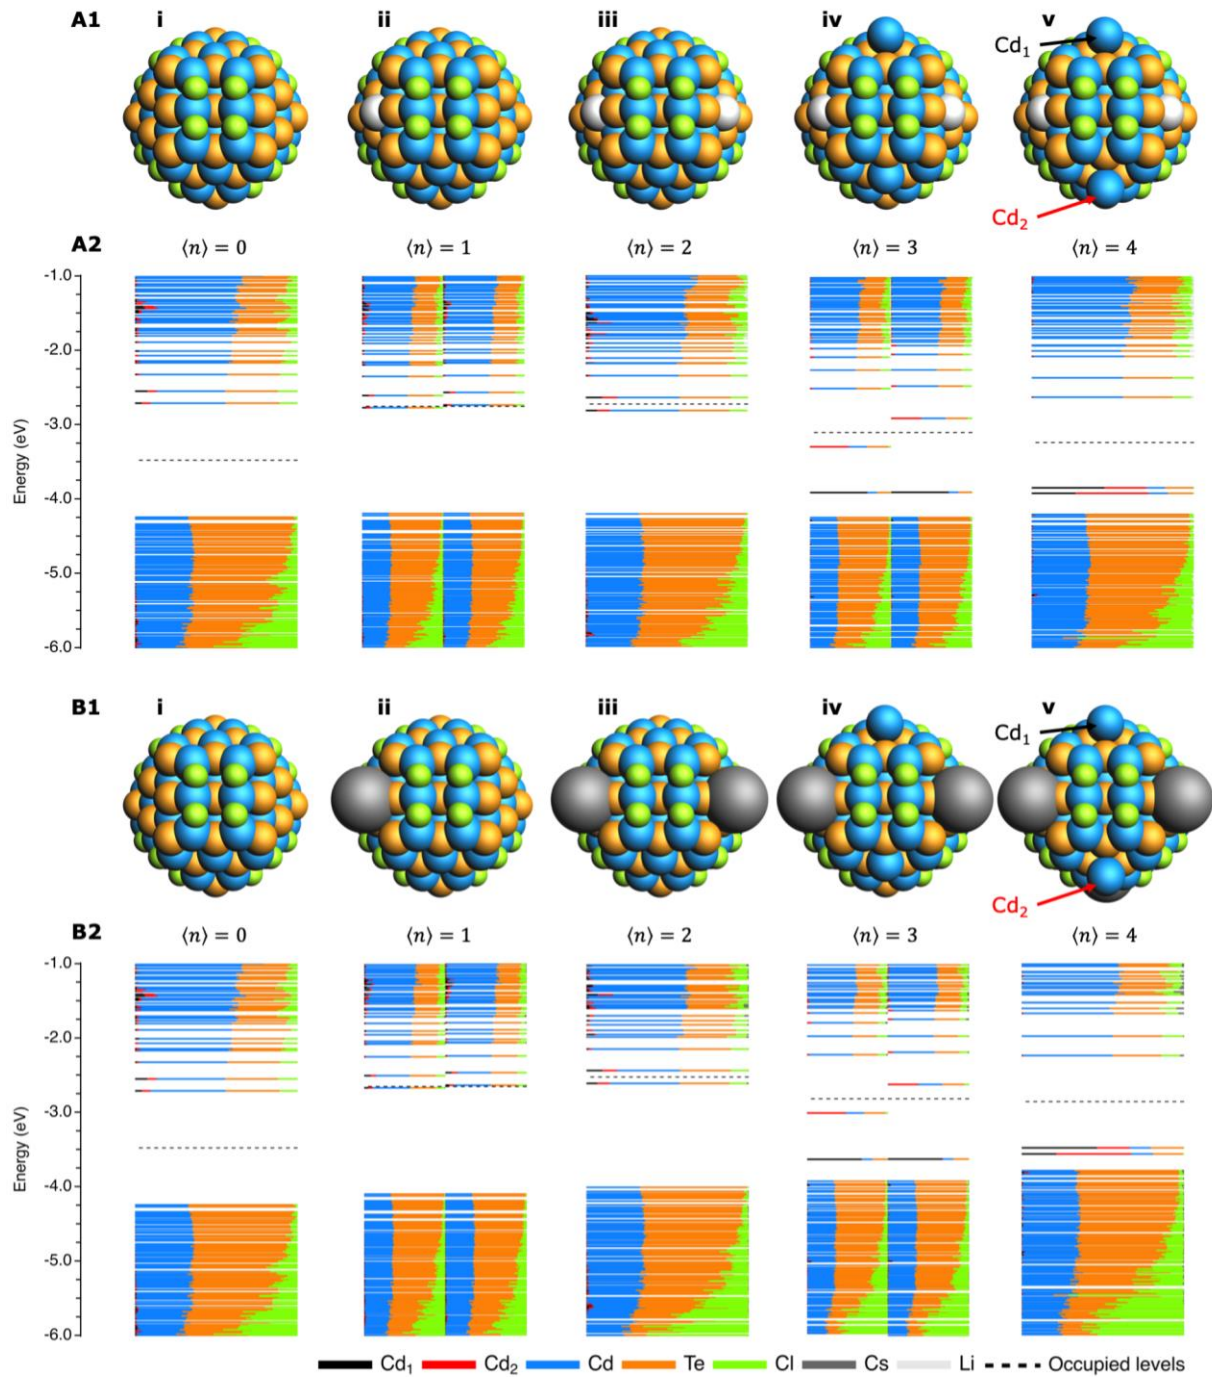 A1 i ii iii iv v
Cd₁
Cd₂
A2 ⟨n⟩ = 0 ⟨n⟩ = 1 ⟨n⟩ = 2 ⟨n⟩ = 3 ⟨n⟩ = 4
Energy (eV)
-1.0
-2.0
-3.0
-4.0
-5.0
-6.0
B1 i ii iii iv v
Cd₁
Cd₂
B2 ⟨n⟩ = 0 ⟨n⟩ = 1 ⟨n⟩ = 2 ⟨n⟩ = 3 ⟨n⟩ = 4
Energy (eV)
-1.0
-2.0
-3.0
-4.0
-5.0
-6.0
Cd₁ Cd₂ Cd Te Cl Cs Li Occupied levels